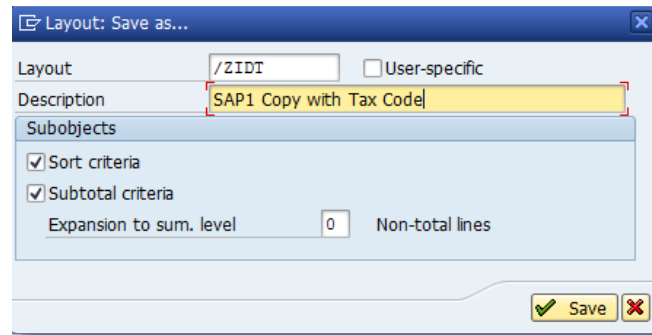 Layout: Save as...
Layout /ZIDT User-specific
Description SAP1 Copy with Tax Code
Subobjects
Sort criteria
Subtotal criteria
Expansion to sum. level 0 Non-total lines
Save